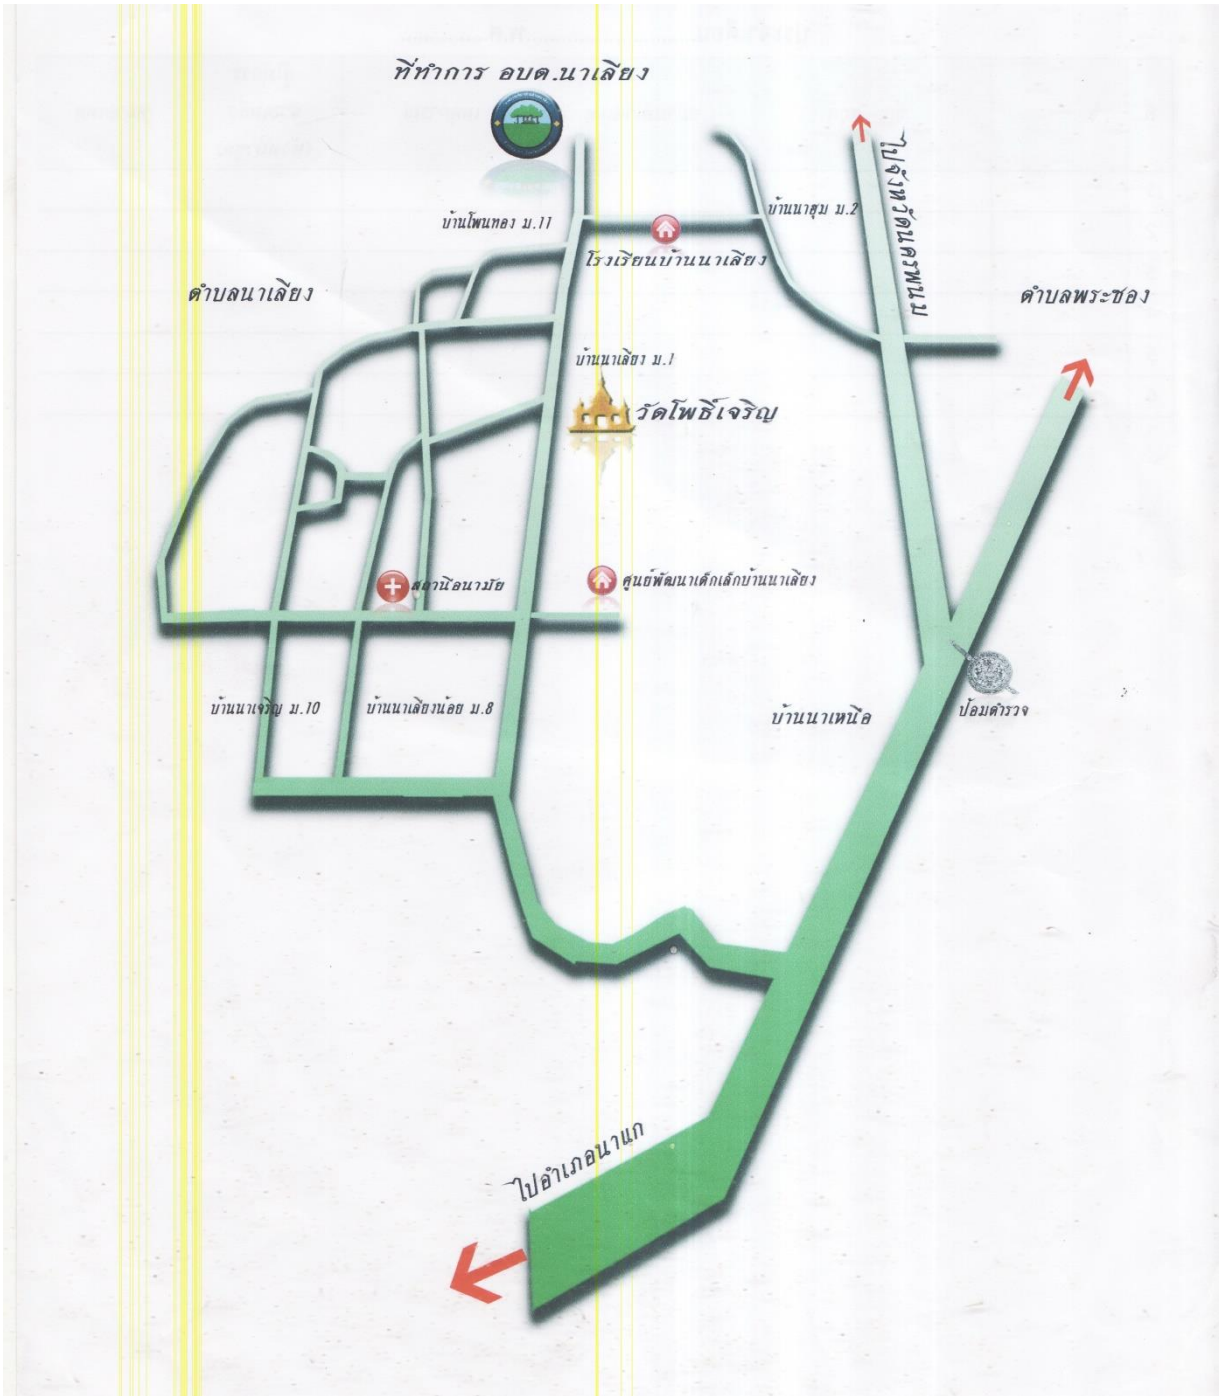 ที่ทำการ อบต.นาเลียง
บ้านโพนทอง ม.11
บ้านนาฮุม ม.2
โรงเรียนบ้านนาเลียง
ไปจังหวัดนครพนม
ตำบลนาเลียง
ตำบลพระซอง
บ้านนาเลียง ม.1
วัดโพธิ์เจริญ
สถานีอนามัย
ศูนย์พัฒนาเด็กเล็กบ้านนาเลียง
บ้านนาเจริญ ม.10
บ้านนาเลียงน้อย ม.8
บ้านนาเหนือ
ป้อมตำรวจ
ไปอำเภอนาแก